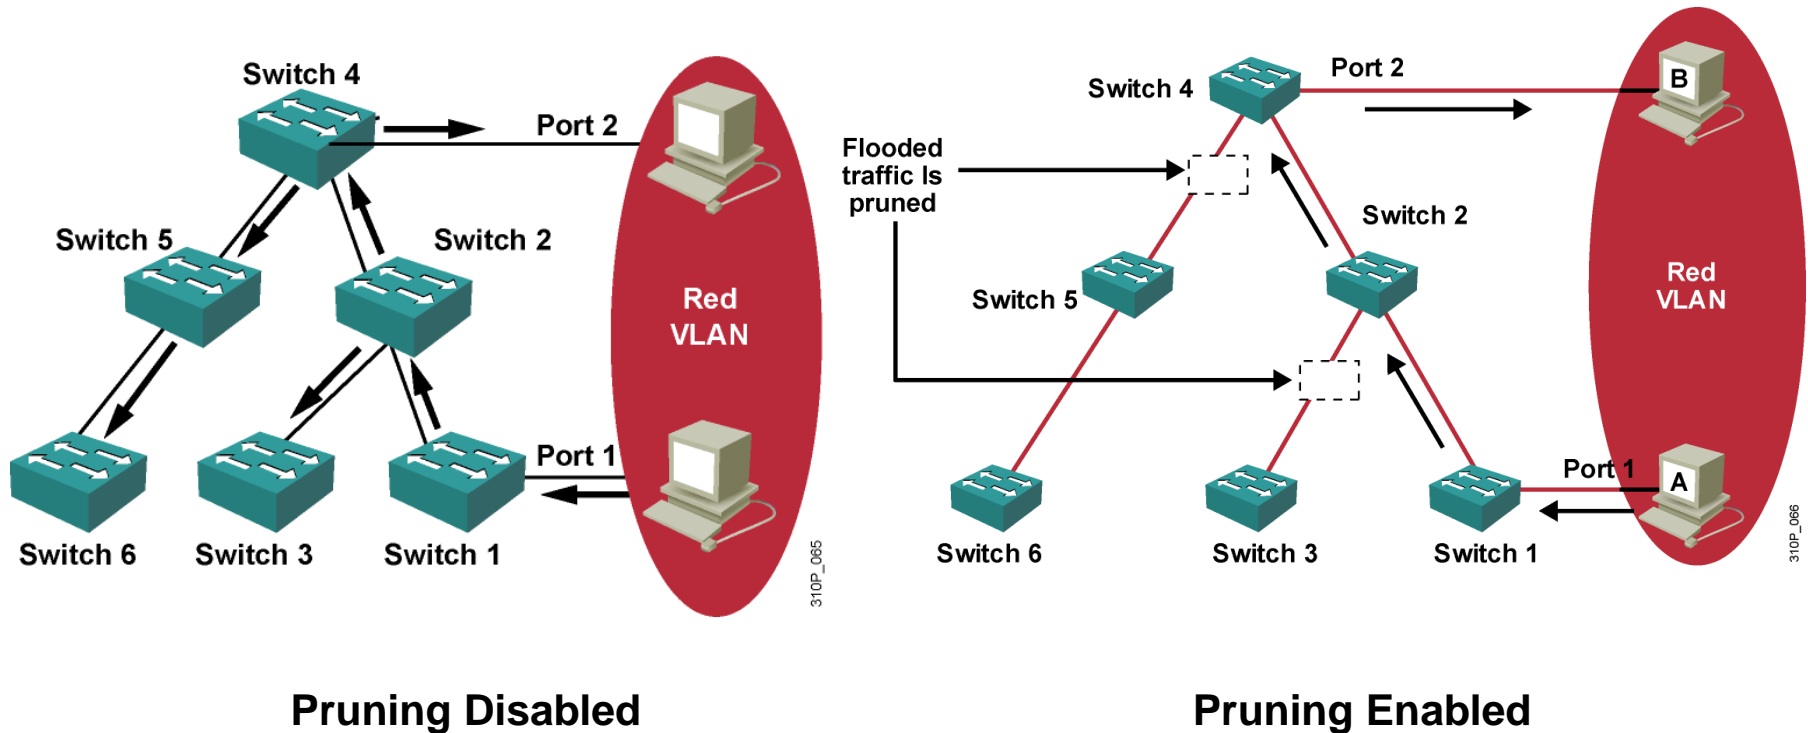 Switch 4
Port 2
Switch 5
Switch 2
Red
VLAN
Port 1
Switch 6
Switch 3
Switch 1
310P_065
Pruning Disabled
Port 2
B
Switch 4
Flooded
traffic Is
pruned
Switch 2
Switch 5
Red
VLAN
Port 1
A
Switch 6
Switch 3
Switch 1
310P_066
Pruning Enabled